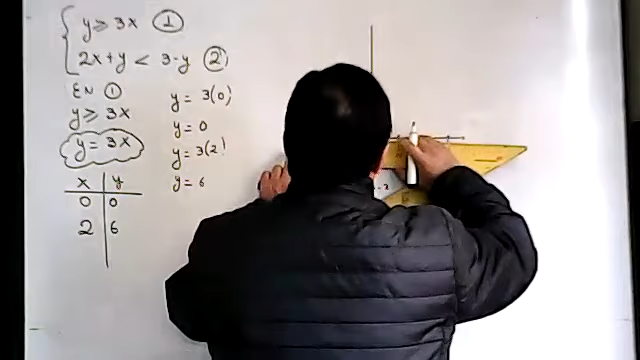 y ≥ 3x ①
2x+y < 3-y ②
EN ①
y ≥ 3x
y = 3x
x y
0 0
2 6
y = 3(0)
y = 0
y = 3(2)
y = 6